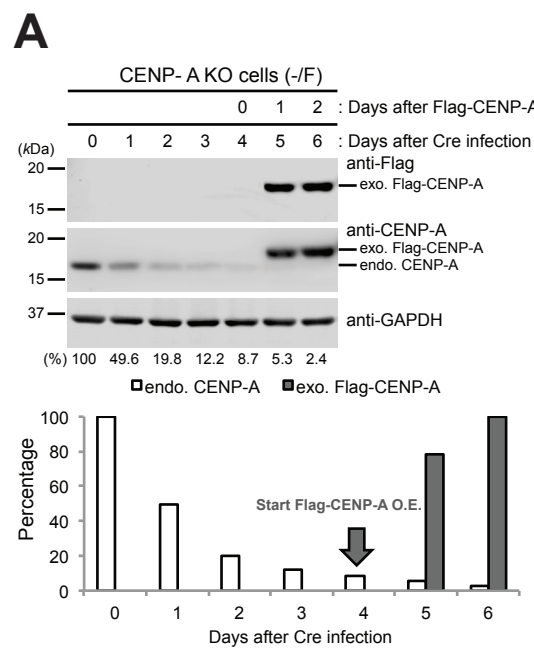 A
CENP- A KO cells (-/F)
0 1 2 : Days after Flag-CENP-A
(kDa) 0 1 2 3 4 5 6 : Days after Cre infection
anti-Flag
20
exo. Flag-CENP-A
15
anti-CENP-A
20
exo. Flag-CENP-A
endo. CENP-A
15
37
anti-GAPDH
(%) 100 49.6 19.8 12.2 8.7 5.3 2.4
endo. CENP-A exo. Flag-CENP-A
Percentage
100
80
60
40
20
0
Start Flag-CENP-A O.E.
0 1 2 3 4 5 6
Days after Cre infection